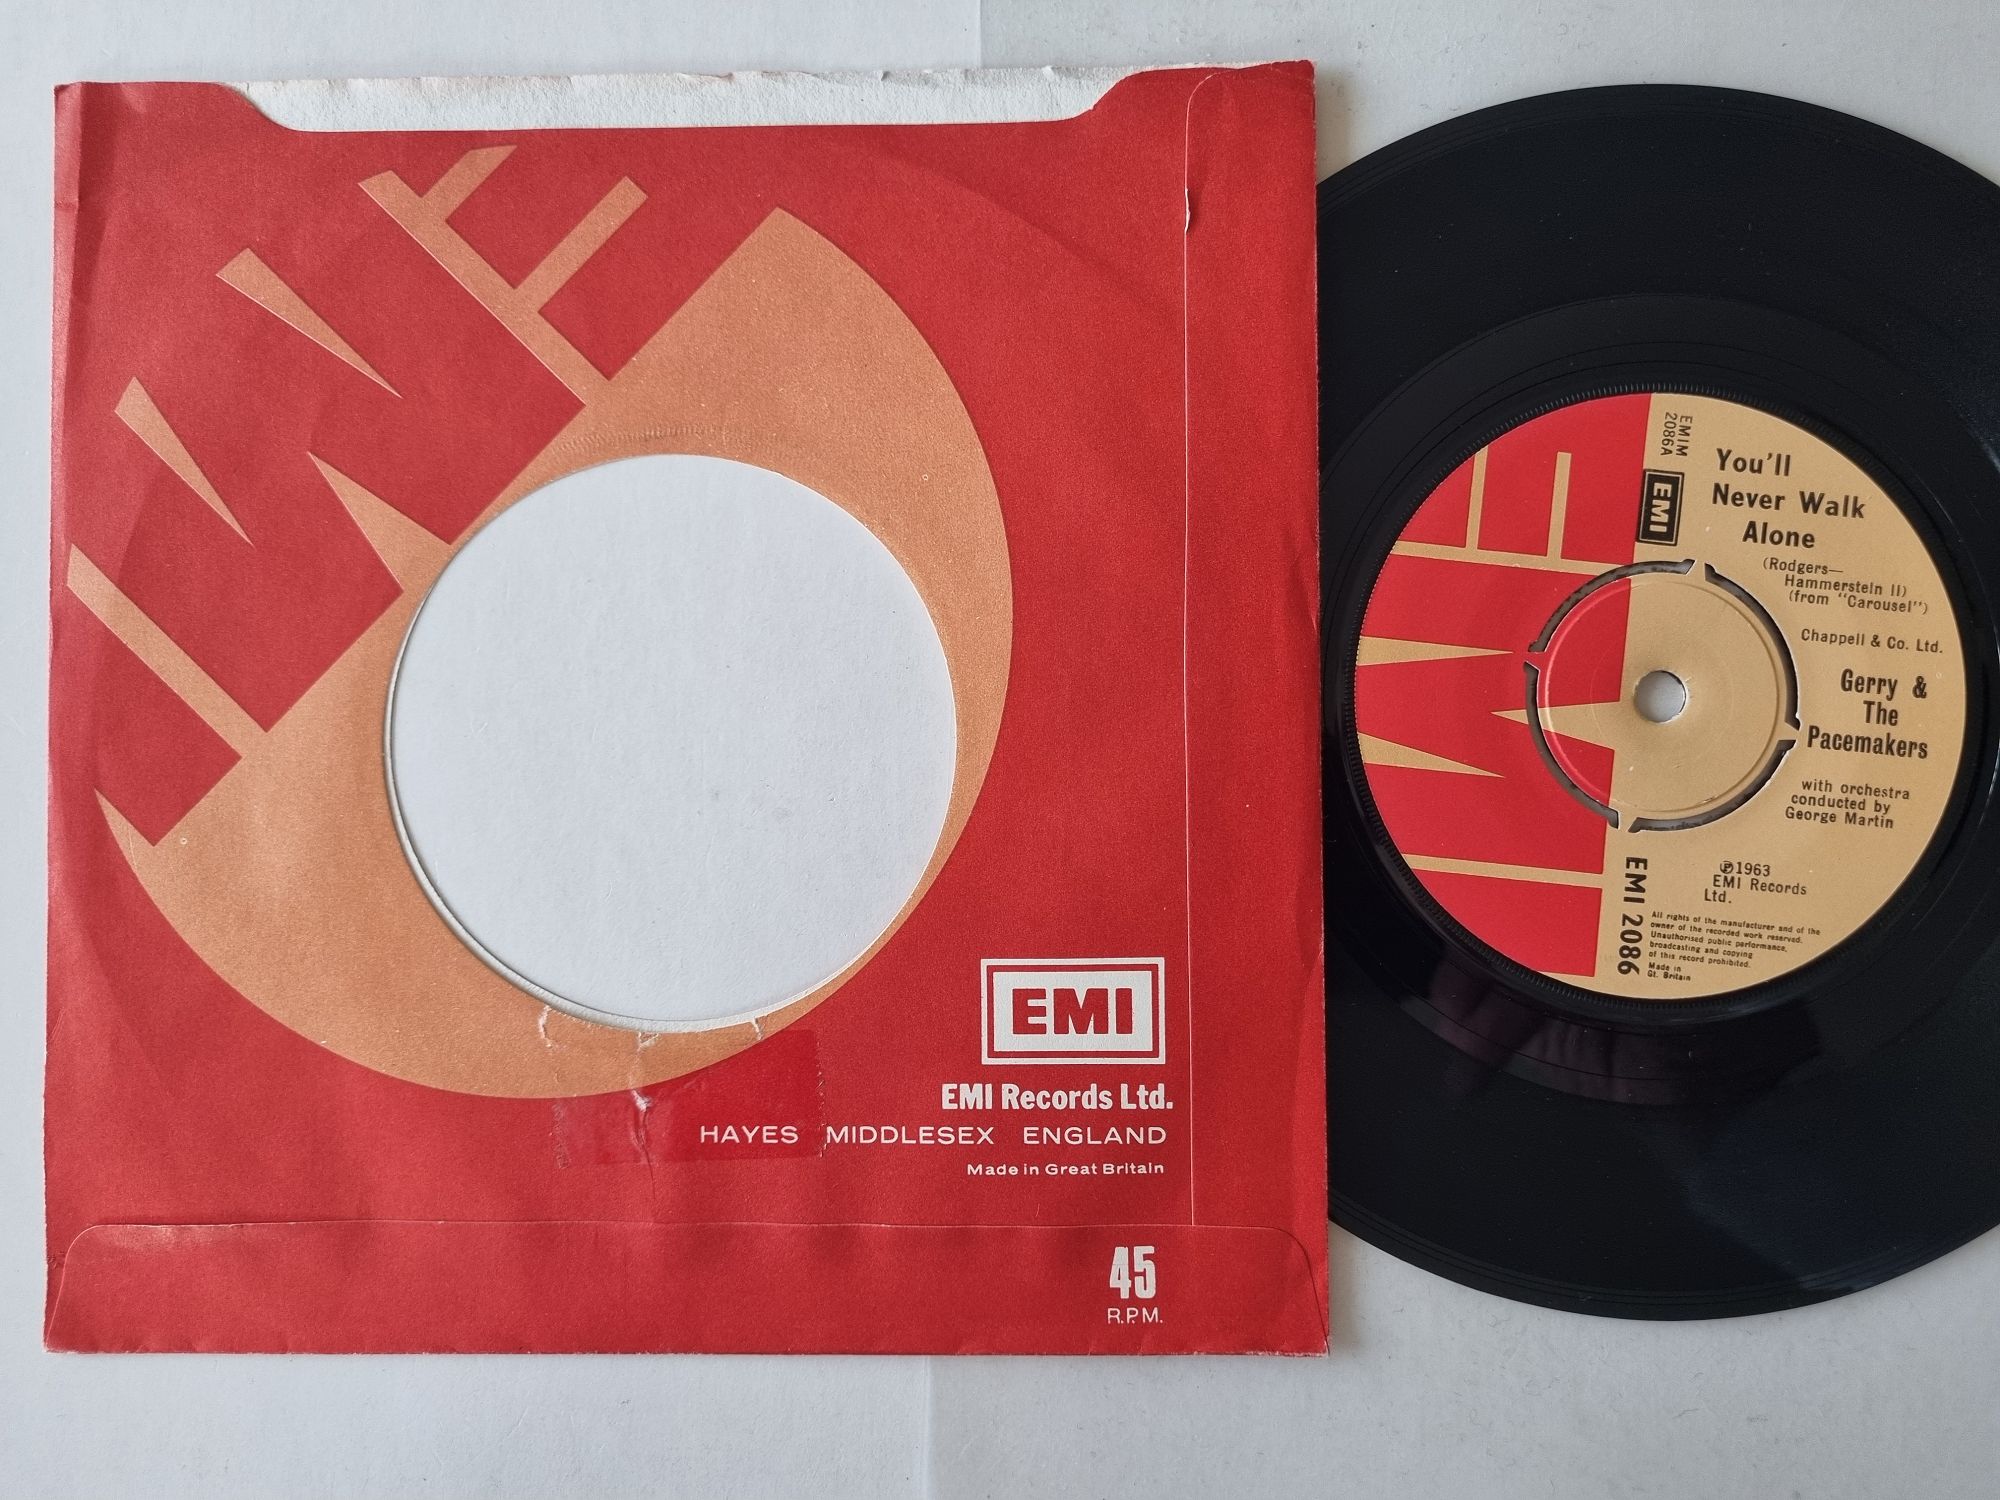 EMI
EMI
EMI Records Ltd.
HAYES MIDDLESEX ENGLAND
Made in Great Britain
45
R.P.M.
EMI
EMIM
2086A
EMI
You'll
Never Walk
Alone
(Rodgers—
Hammerstein II)
(from "Carousel")
Chappell & Co. Ltd.
Gerry &
The
Pacemakers
with orchestra
conducted by
George Martin
Ⓟ1963
EMI Records
Ltd.
EMI 2086
All rights of the manufacturer and of the
owner of the recorded work reserved.
Unauthorised public performance,
broadcasting and copying
of this record prohibited.
Made in
Gt. Britain